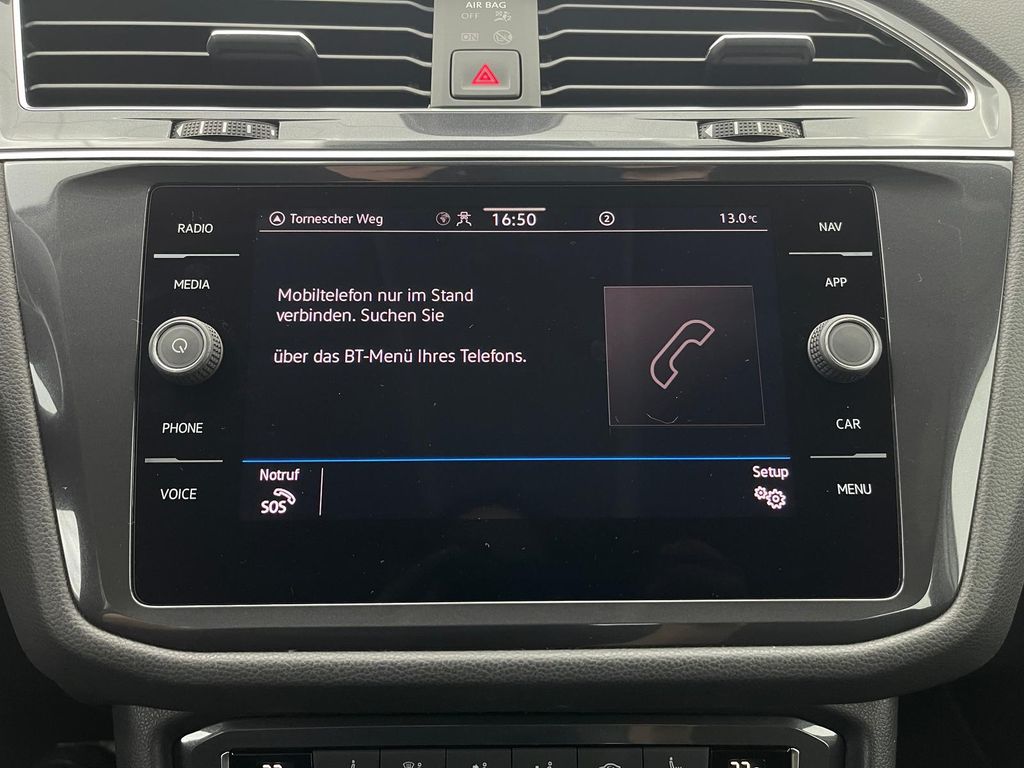 AIR BAG
OFF
ON
RADIO
MEDIA
PHONE
VOICE
Tornescher Weg
16:50
2
13.0°C
Mobiltelefon nur im Stand
verbinden. Suchen Sie
über das BT-Menü Ihres Telefons.
Notruf
SOS
Setup
NAV
APP
CAR
MENU